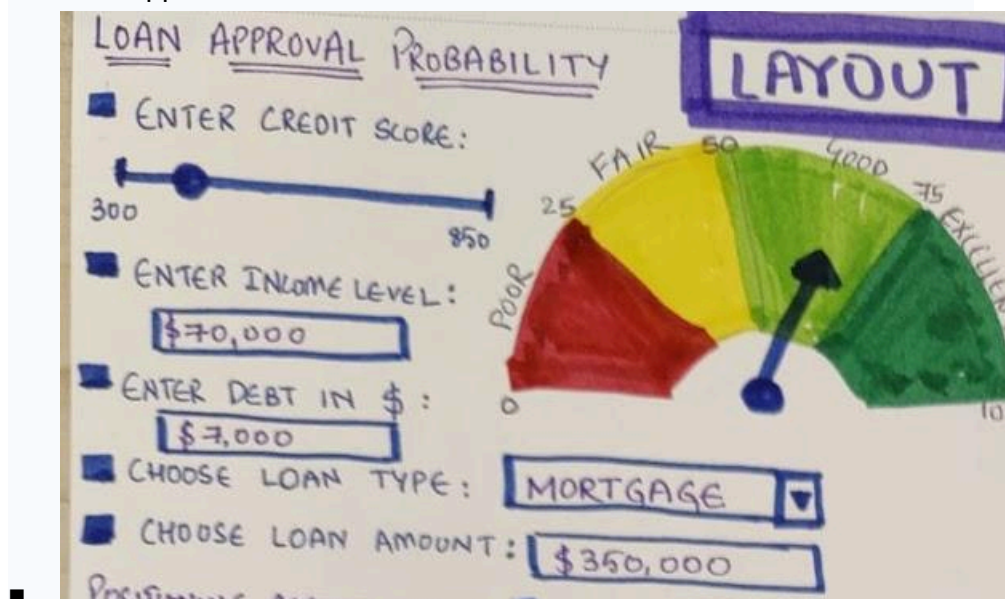 LOAN APPROVAL PROBABILITY
LAYOUT
ENTER CREDIT SCORE:
300
850
ENTER INCOME LEVEL:
$70,000
ENTER DEBT IN $:
$7,000
CHOOSE LOAN TYPE:
MORTGAGE
CHOOSE LOAN AMOUNT:
$350,000
0
POOR
25
FAIR
50
GOOD
75